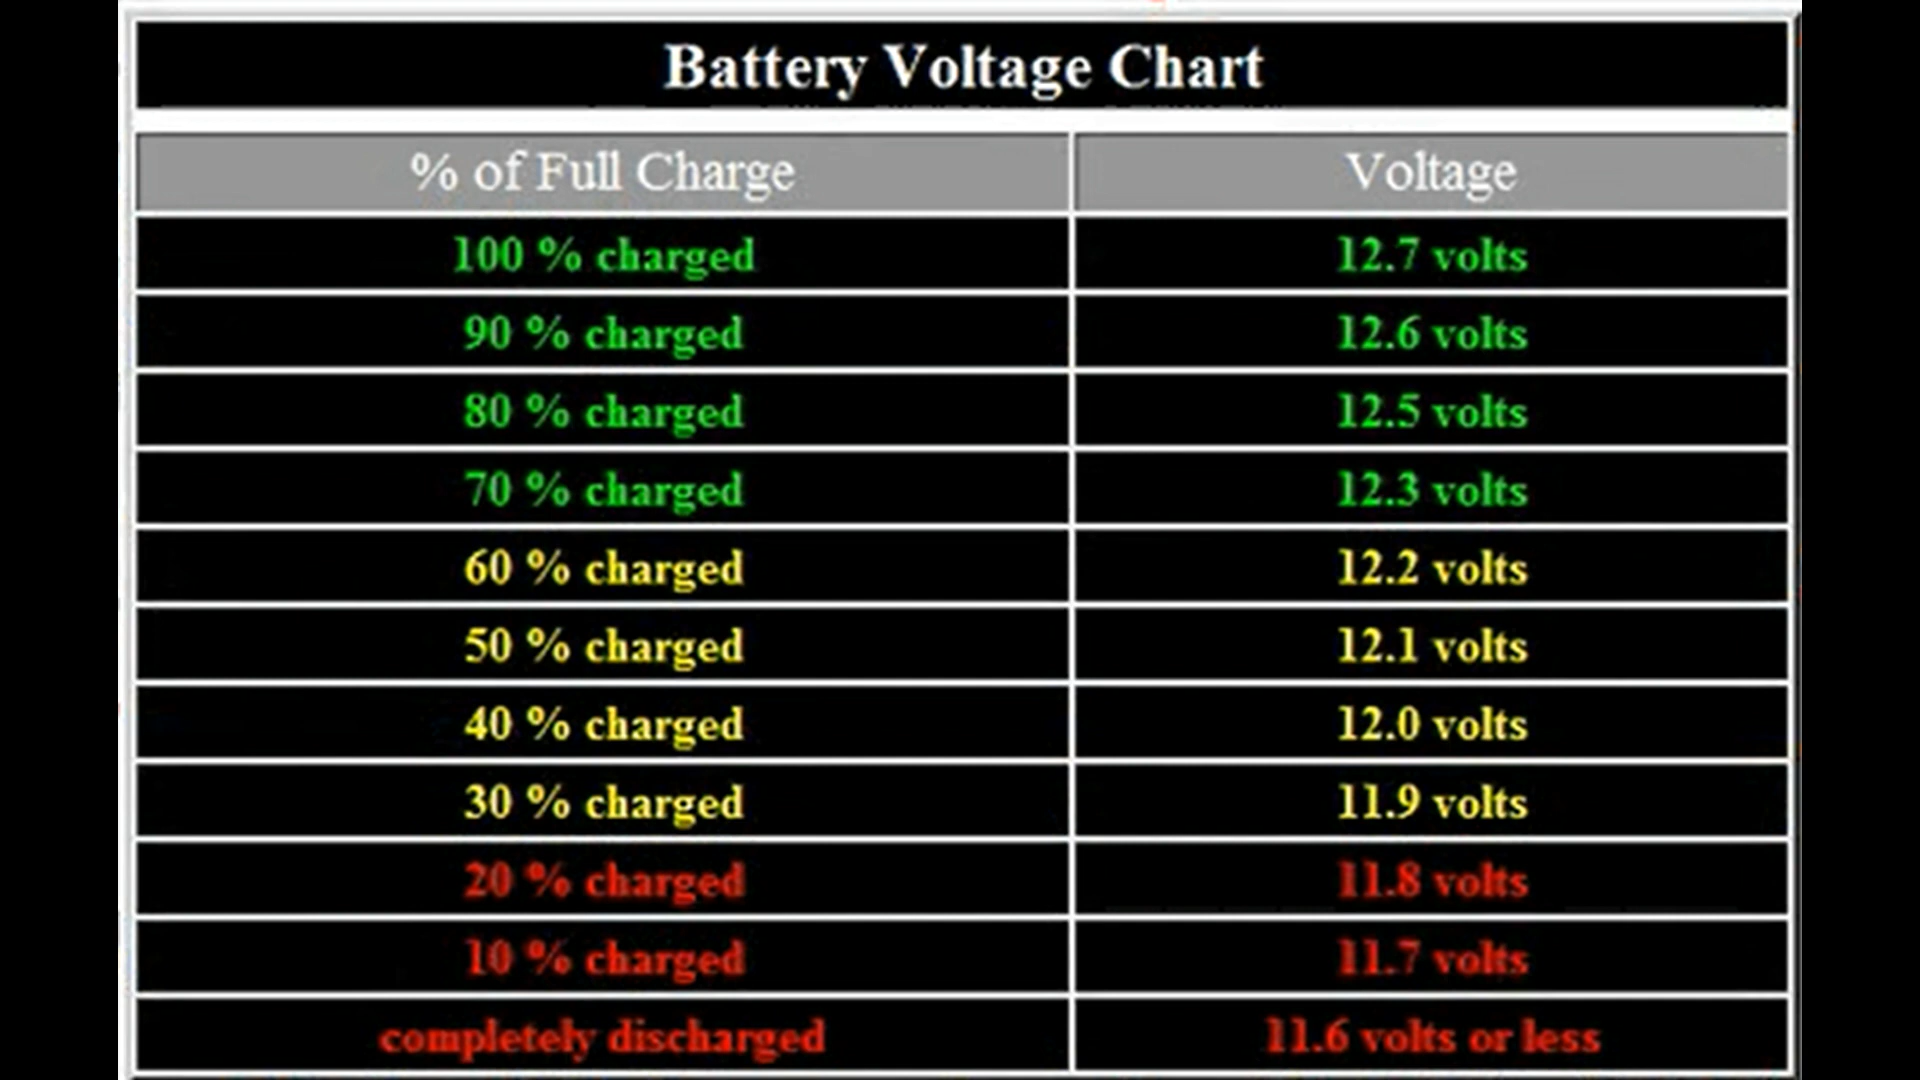 Battery Voltage Chart
% of Full Charge Voltage
100 % charged 12.7 volts
90 % charged 12.6 volts
80 % charged 12.5 volts
70 % charged 12.3 volts
60 % charged 12.2 volts
50 % charged 12.1 volts
40 % charged 12.0 volts
30 % charged 11.9 volts
20 % charged 11.8 volts
10 % charged 11.7 volts
completely discharged 11.6 volts or less